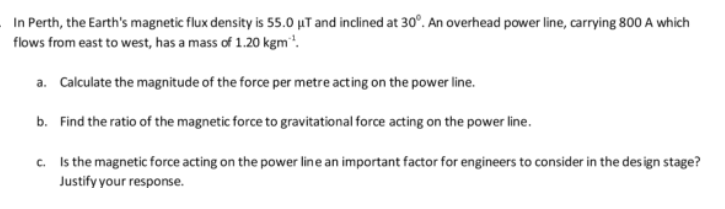 In Perth, the Earth's magnetic flux density is 55.0 µT and inclined at 30⁰. An overhead power line, carrying 800 A which
flows from east to west, has a mass of 1.20 kgm⁻¹.
a. Calculate the magnitude of the force per metre acting on the power line.
b. Find the ratio of the magnetic force to gravitational force acting on the power line.
c. Is the magnetic force acting on the power line an important factor for engineers to consider in the design stage?
Justify your response.